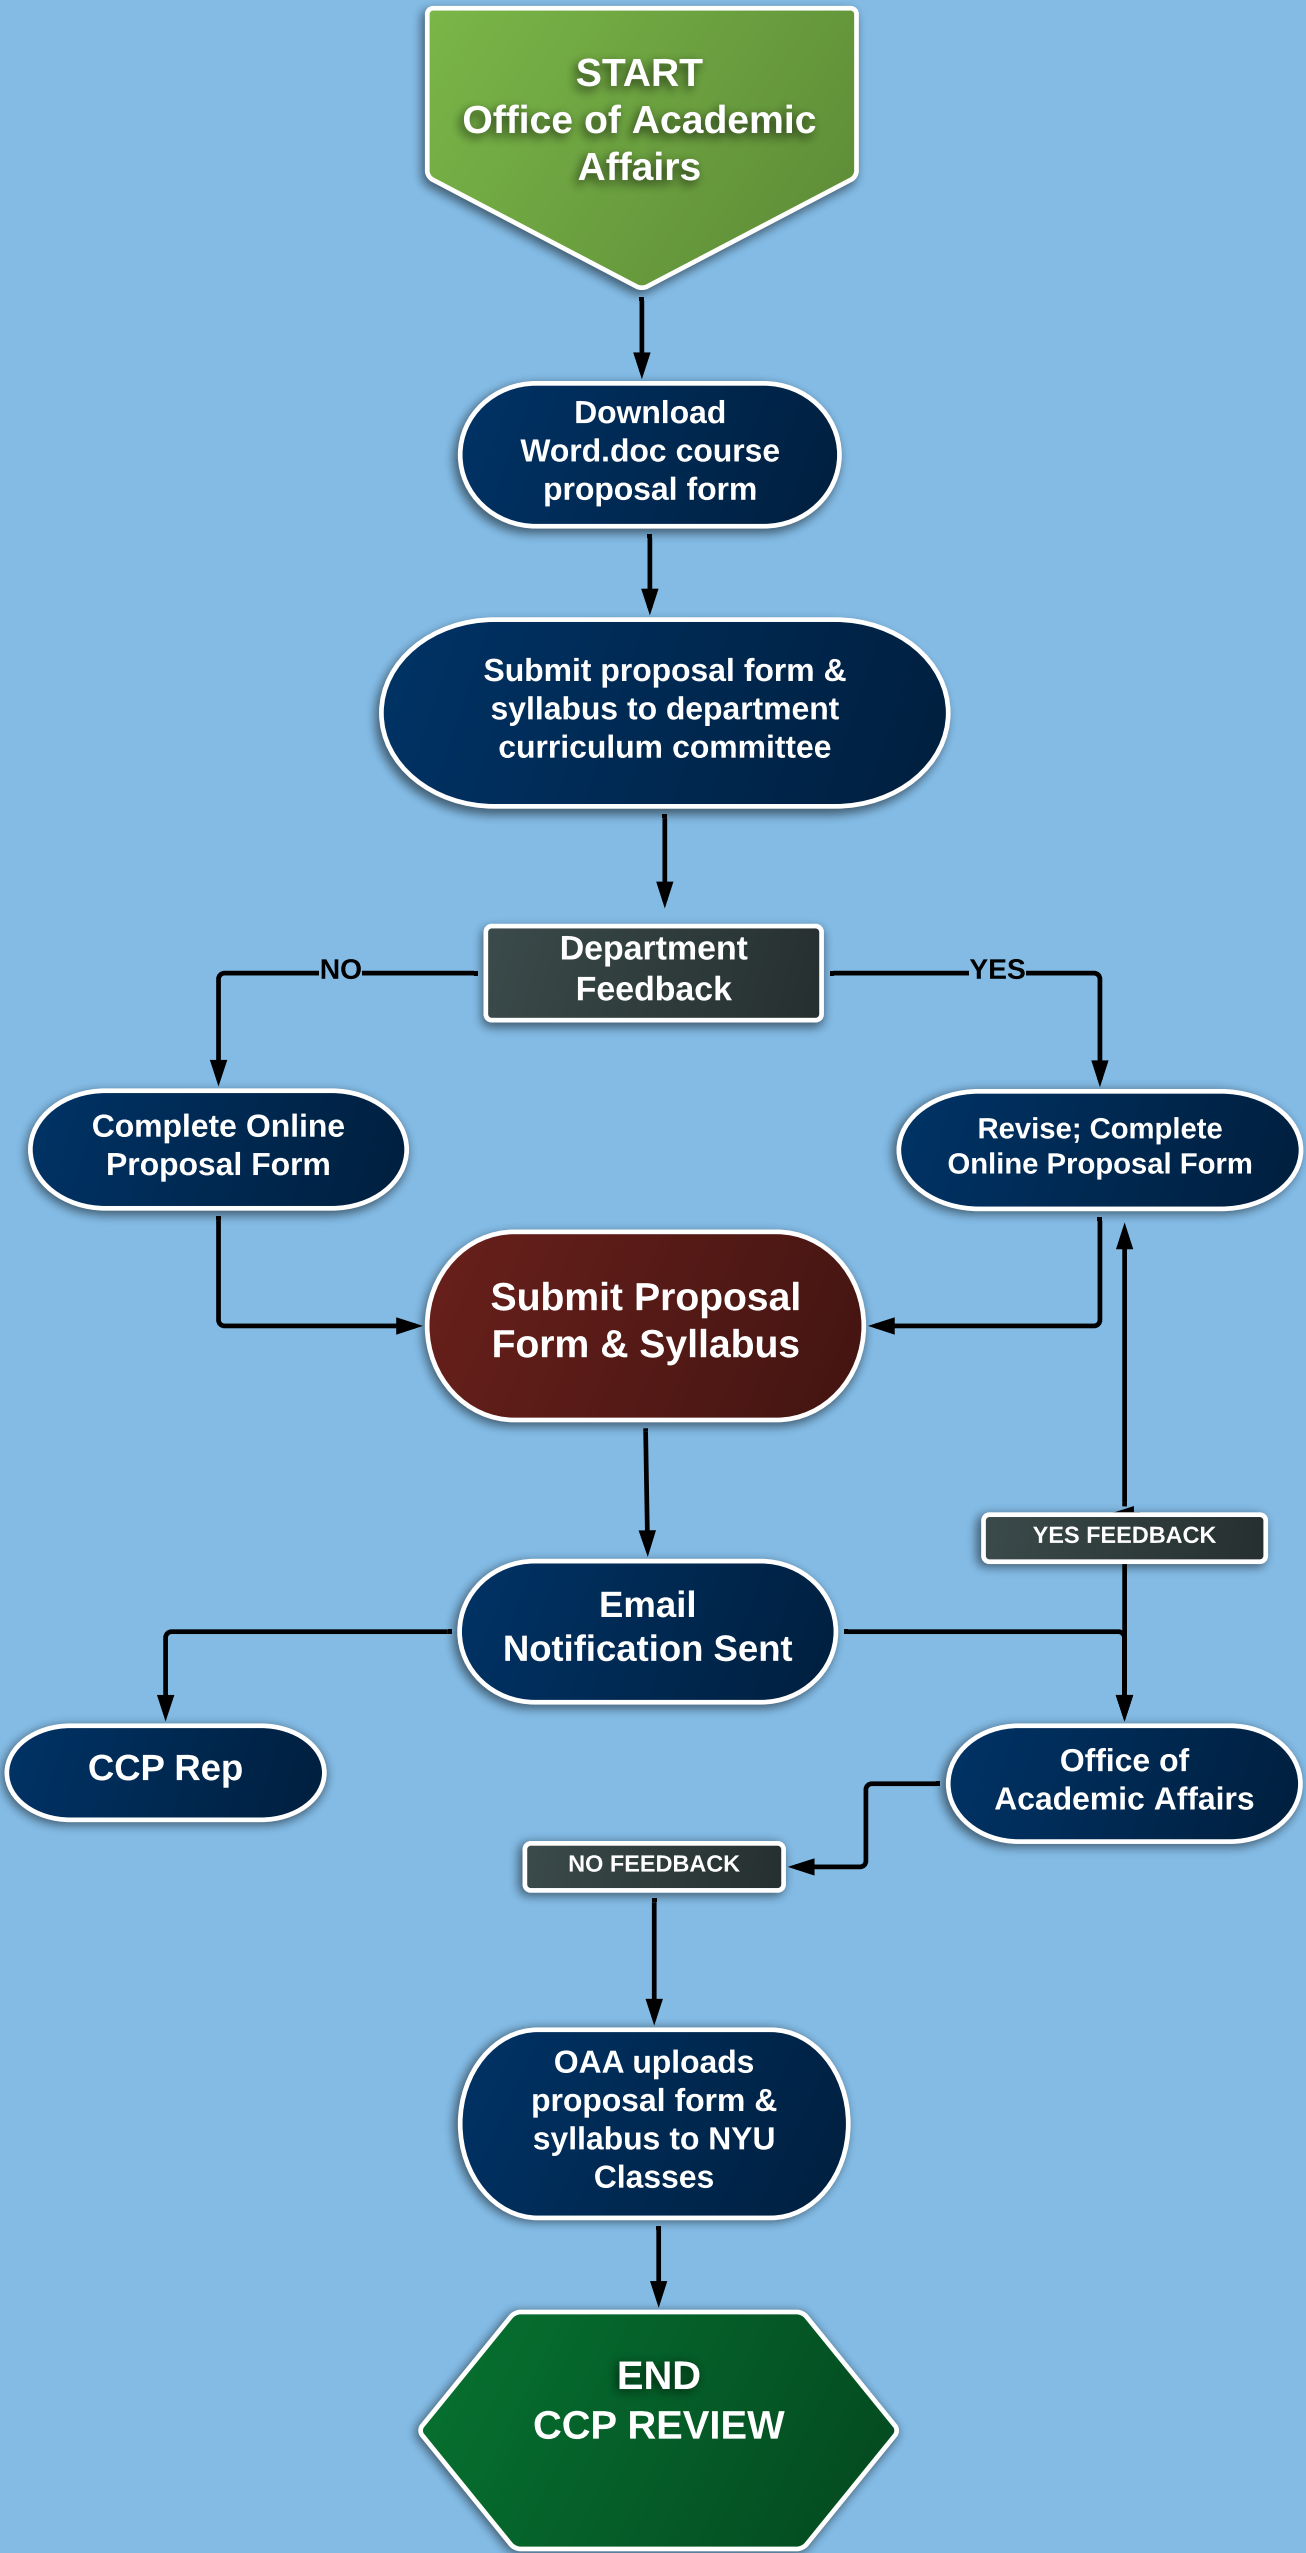 START
Office of Academic
Affairs
Download
Word.doc course
proposal form
Submit proposal form &
syllabus to department
curriculum committee
Department
Feedback
NO
YES
Complete Online
Proposal Form
Revise; Complete
Online Proposal Form
Submit Proposal
Form & Syllabus
YES FEEDBACK
Email
Notification Sent
CCP Rep
Office of
Academic Affairs
NO FEEDBACK
OAA uploads
proposal form &
syllabus to NYU
Classes
END
CCP REVIEW